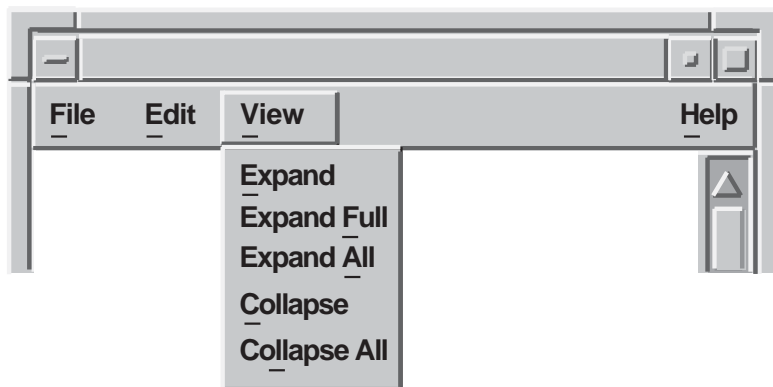 File Edit View Help
Expand
Expand Full
Expand All
Collapse
Collapse All